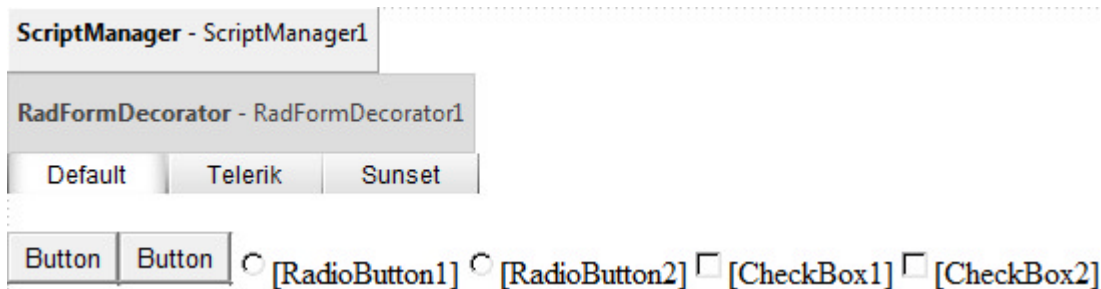 ScriptManager - ScriptManager1
RadFormDecorator - RadFormDecorator1
Default Telerik Sunset
Button Button [RadioButton1] [RadioButton2] [CheckBox1] [CheckBox2]